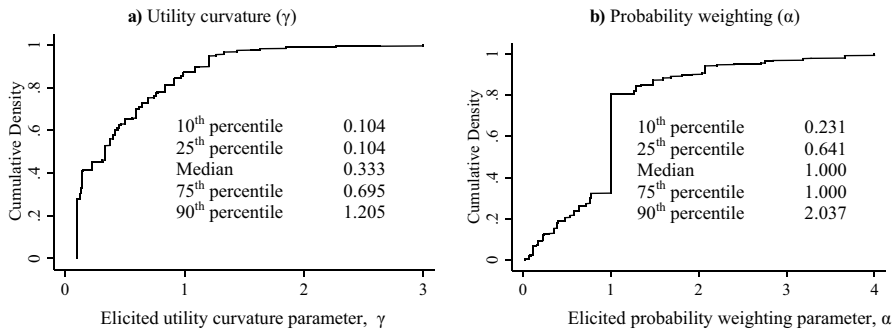 a) Utility curvature (γ)
Cumulative Density
1
.8
.6
.4
.2
0
10th percentile 0.104
25th percentile 0.104
Median 0.333
75th percentile 0.695
90th percentile 1.205
0 1 2 3
Elicited utility curvature parameter, γ
b) Probability weighting (α)
Cumulative Density
1
.8
.6
.4
.2
0
10th percentile 0.231
25th percentile 0.641
Median 1.000
75th percentile 1.000
90th percentile 2.037
0 1 2 3 4
Elicited probability weighting parameter, α